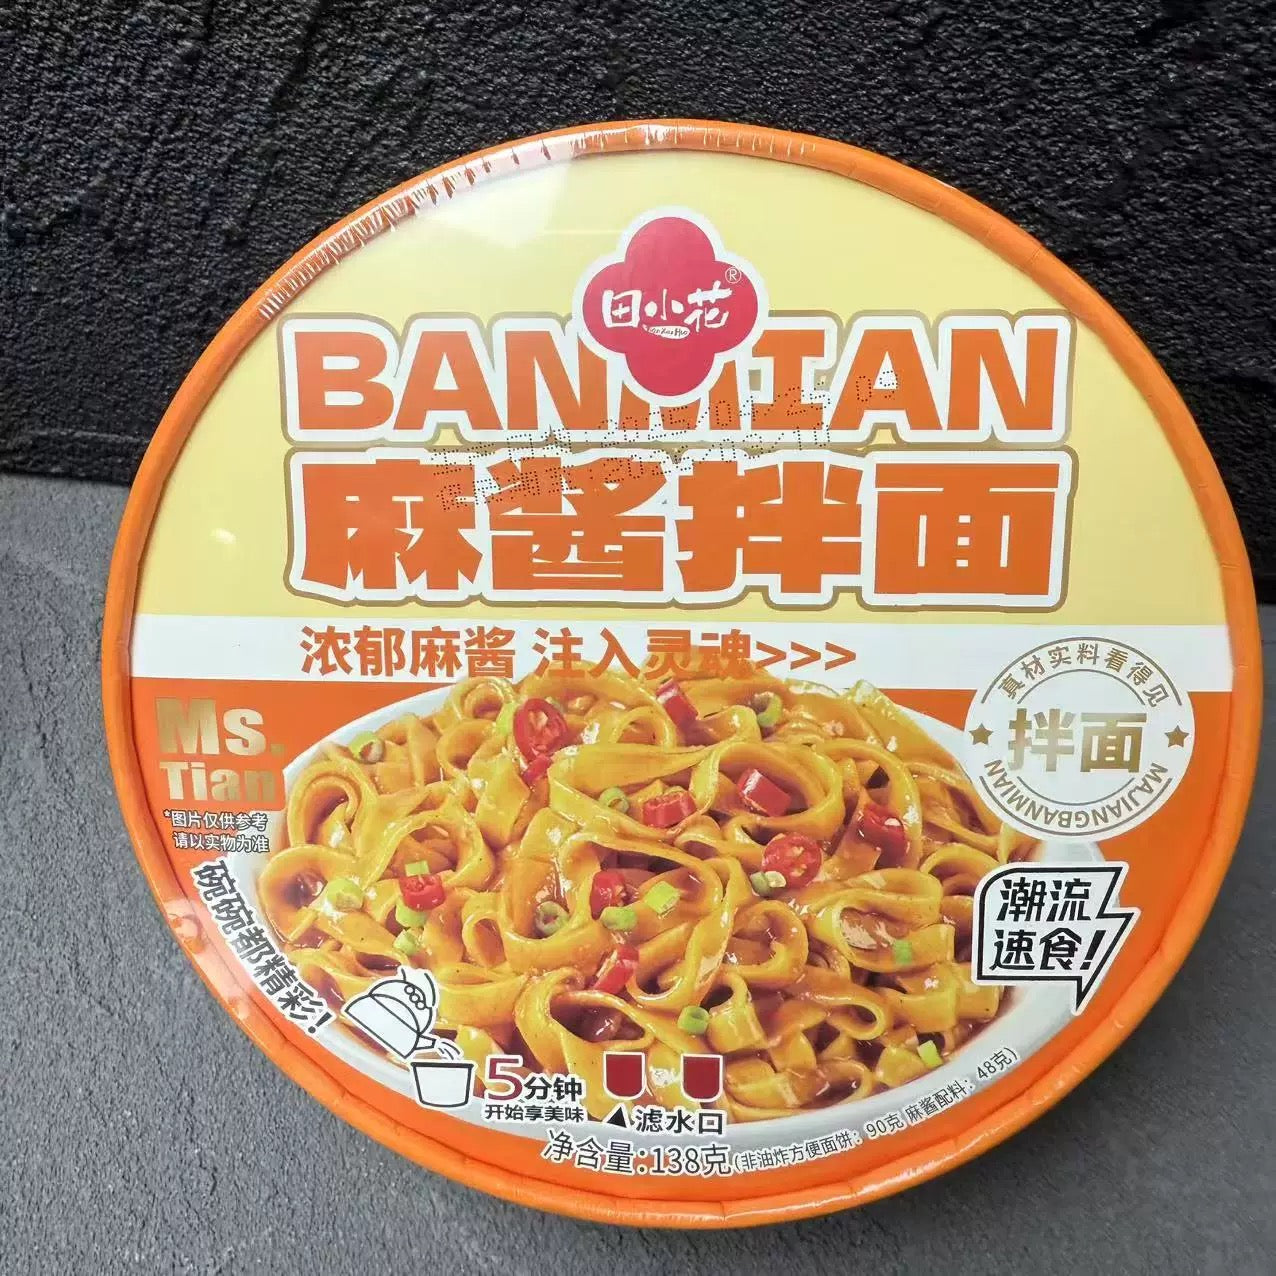 田小花
Tian Xiao Hua
®
BANMIAN
麻酱拌面
浓郁麻酱 注入灵魂>>>
真材实料看得见
拌面
MAJIANGBANMIAN
Ms.
Tian
*图片仅供参考
请以实物为准
碗碗都精彩!
潮流
速食!
5分钟
开始享美味
滤水口
净含量:138克(非油炸方便面饼:90克 麻酱配料:48克)